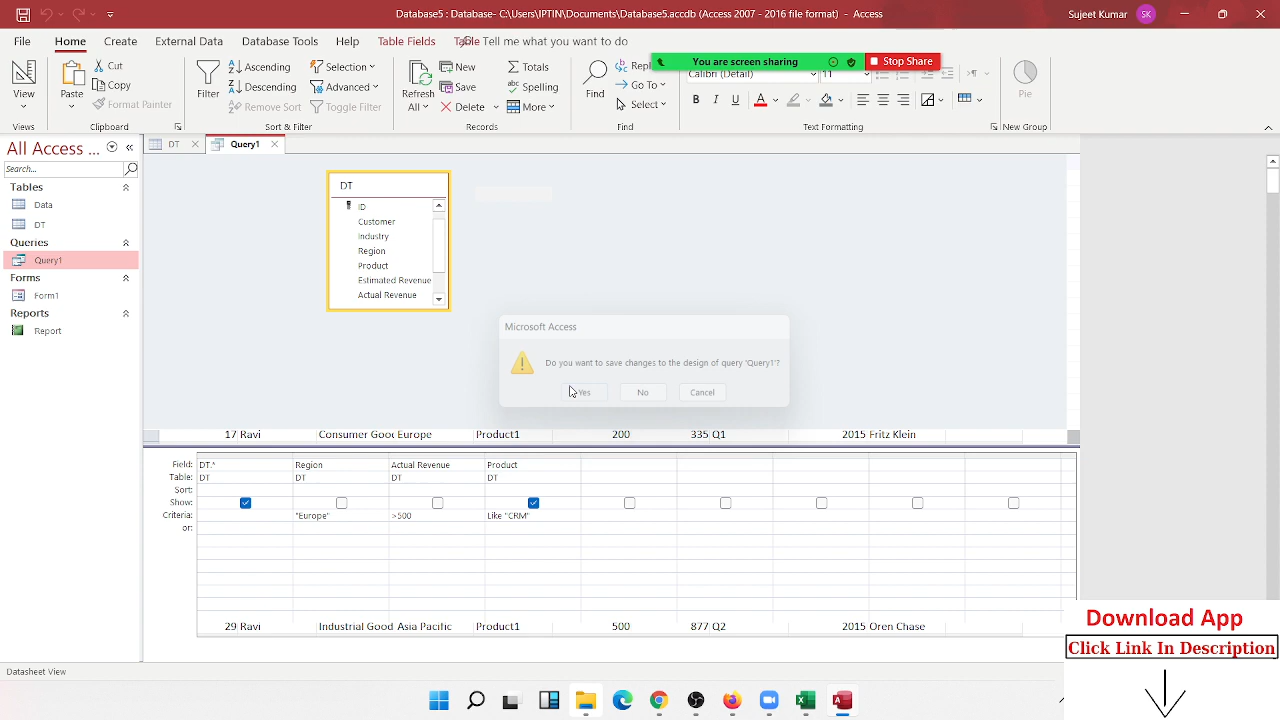 Database5 : Database- C:\Users\IPTIN\Documents\Database5.accdb (Access 2007 - 2016 file format) - Access
Sujeet Kumar SK
File Home Create External Data Database Tools Help Table Fields Table Tell me what you want to do
You are screen sharing Stop Share
View
Views
Paste
Cut
Copy
Format Painter
Clipboard
Filter
Ascending
Descending
Remove Sort
Selection
Advanced
Toggle Filter
Sort & Filter
Refresh
All
New
Save
Delete
Totals
Spelling
More
Records
Find
Repl
Go To
Select
Find
Calibri (Detail) 11
B I U A
Text Formatting
Pie
New Group
All Access ...
Search...
Tables
Data
DT
Queries
Query1
Forms
Form1
Reports
Report
DT Query1
DT
ID
Customer
Industry
Region
Product
Estimated Revenue
Actual Revenue
Microsoft Access
Do you want to save changes to the design of query 'Query1'?
Yes No Cancel
17 Ravi Consumer Good Europe Product1 200 335 Q1 2015 Fritz Klein
Field: DT.* Region Actual Revenue Product
Table: DT DT DT DT
Sort:
Show:
Criteria: "Europe" >500 Like "CRM"
or:
29 Ravi Industrial Good Asia Pacific Product1 500 877 Q2 2015 Oren Chase
Datasheet View
Download App
Click Link In Description